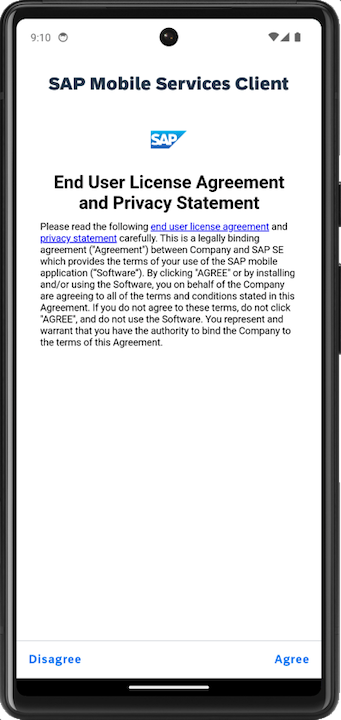 9:10
SAP Mobile Services Client
SAP
End User License Agreement
and Privacy Statement
Please read the following end user license agreement and
privacy statement carefully. This is a legally binding
agreement ("Agreement") between Company and SAP SE
which provides the terms of your use of the SAP mobile
application ("Software"). By clicking "AGREE" or by installing
and/or using the Software, you on behalf of the Company
are agreeing to all of the terms and conditions stated in this
Agreement. If you do not agree to these terms, do not click
"AGREE", and do not use the Software. You represent and
warrant that you have the authority to bind the Company to
the terms of this Agreement.
Disagree Agree